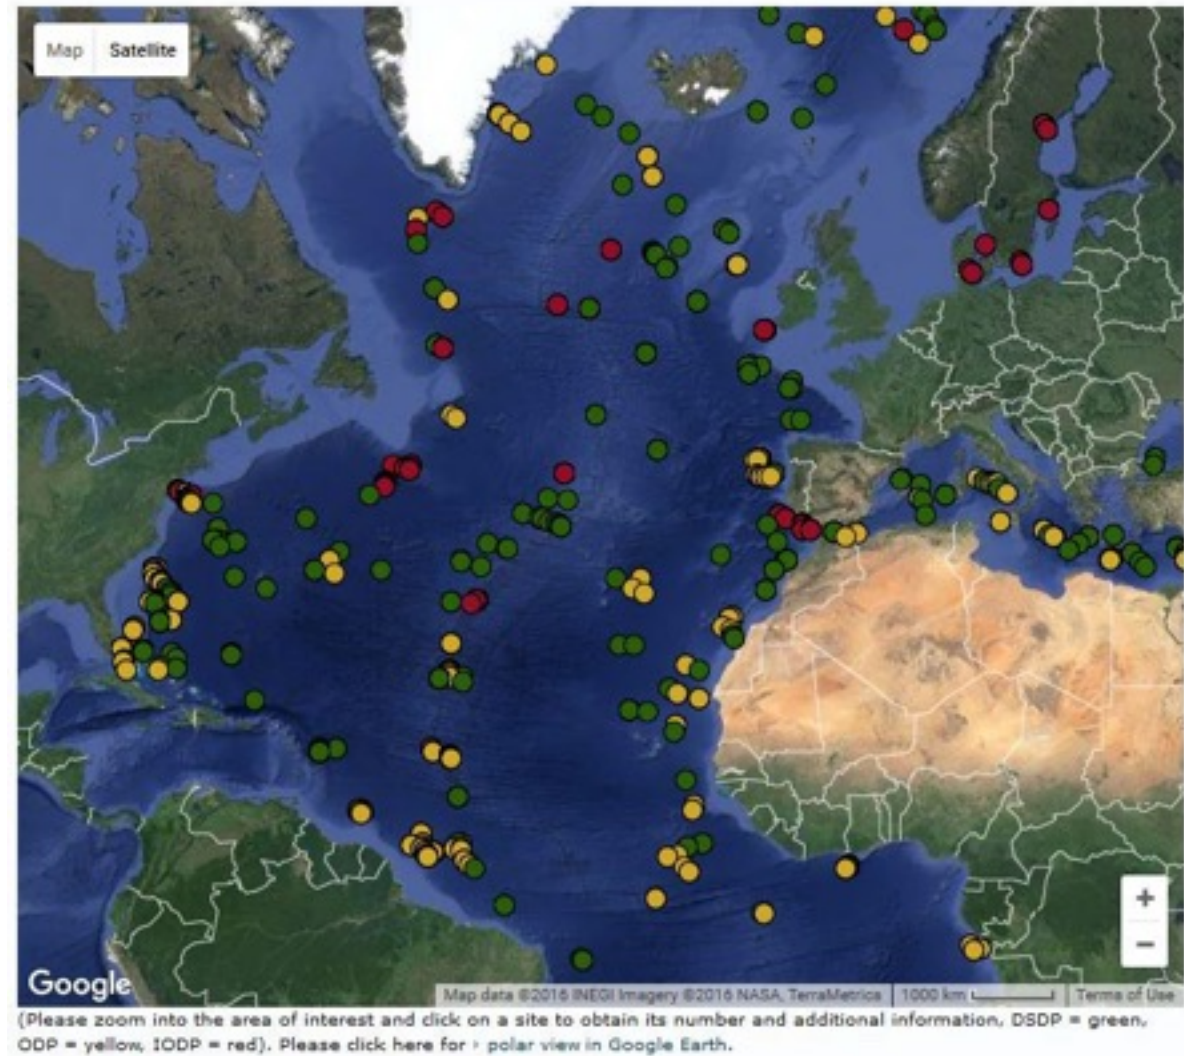 Map Satellite
Google
Map data ©2016 INEGI Imagery ©2016 NASA, TerraMetrics 1000 km Terms of Use
(Please zoom into the area of interest and click on a site to obtain its number and additional information, DSDP = green,
ODP = yellow, IODP = red). Please click here for › polar view in Google Earth.